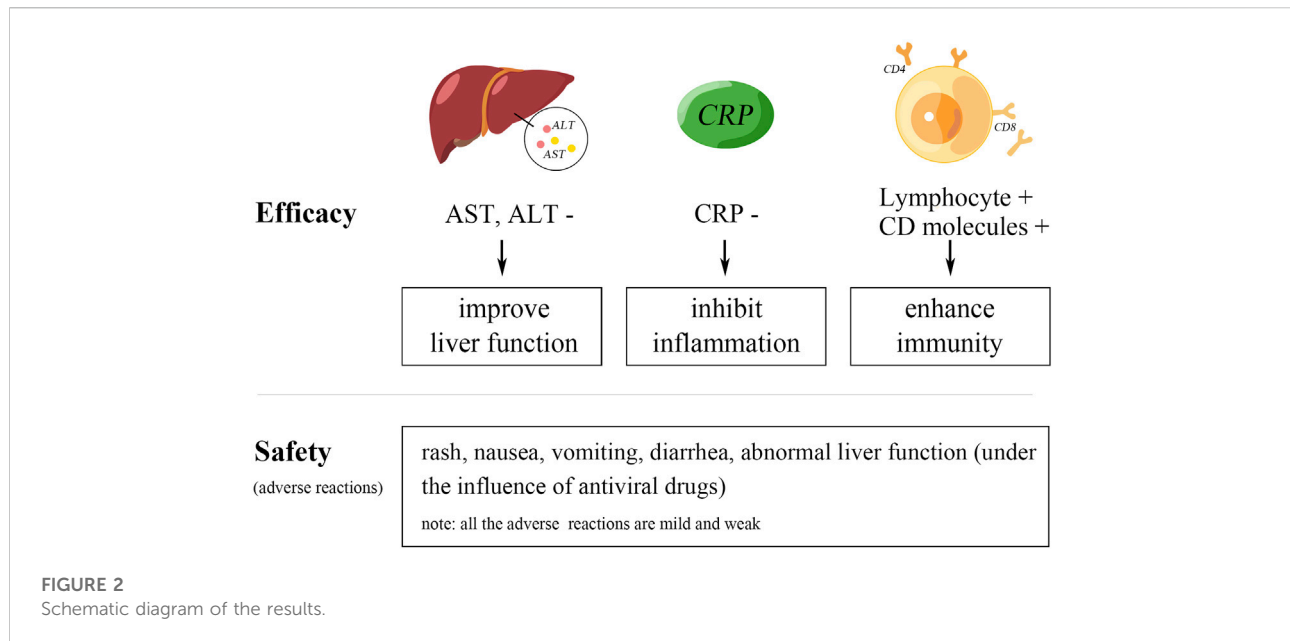 CD4
ALT
AST
CRP
CD8
Efficacy
AST, ALT -
CRP -
Lymphocyte +
CD molecules +
improve
liver function
inhibit
inflammation
enhance
immunity
Safety
(adverse reactions)
rash, nausea, vomiting, diarrhea, abnormal liver function (under
the influence of antiviral drugs)
note: all the adverse reactions are mild and weak
FIGURE 2
Schematic diagram of the results.